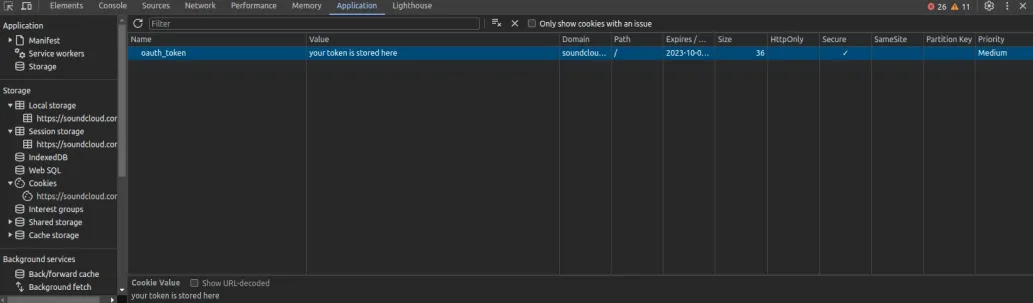 Elements Console Sources Network Performance Memory Application Lighthouse 26 11
Application
Manifest
Service workers
Storage
Storage
Local storage
https://soundcloud.cor
Session storage
https://soundcloud.cor
IndexedDB
Web SQL
Cookies
https://soundcloud.cor
Interest groups
Shared storage
Cache storage
Background services
Back/forward cache
Background fetch
Filter Only show cookies with an issue
Name Value Domain Path Expires / ... Size HttpOnly Secure SameSite Partition Key Priority
oauth_token your token is stored here soundclou... / 2023-10-0... 36 ✓ Medium
Cookie Value Show URL-decoded
your token is stored here